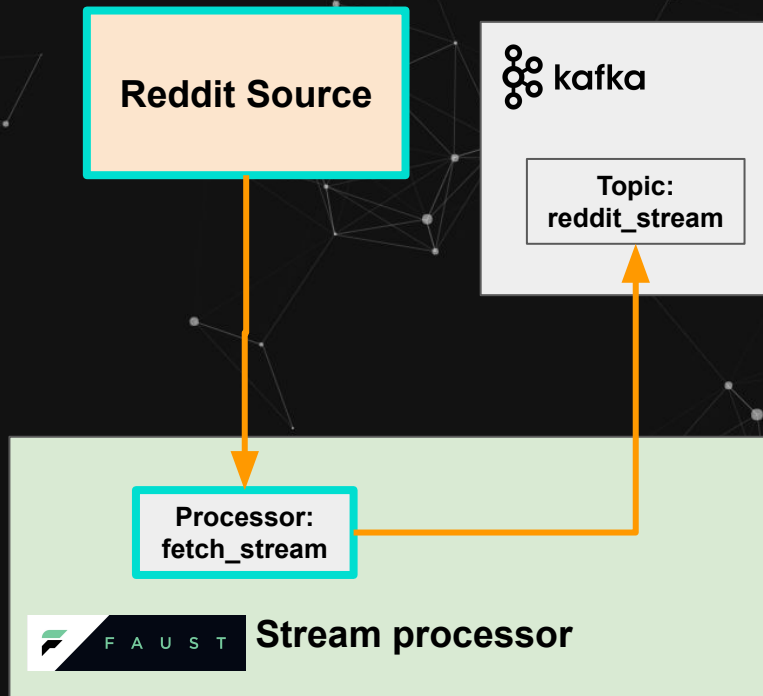 Reddit Source
kafka
Topic:
reddit_stream
Processor:
fetch_stream
FAUST
Stream processor